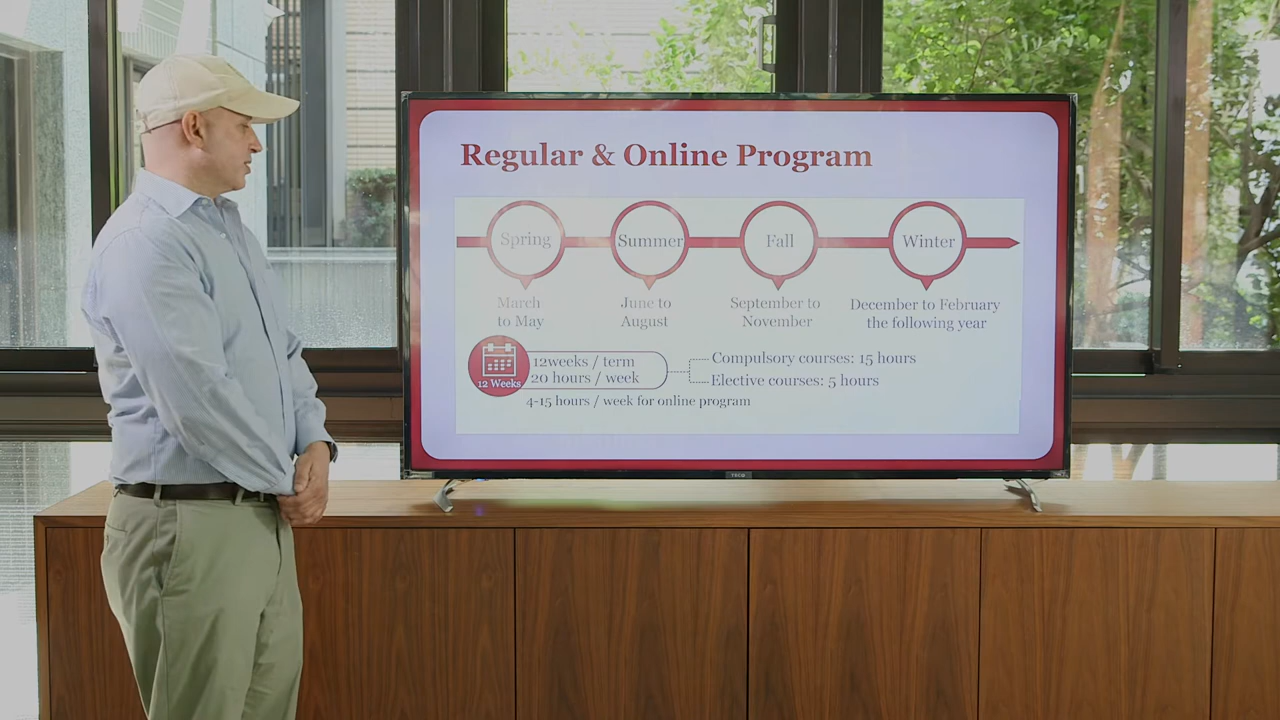 Regular & Online Program
Spring
Summer
Fall
Winter
March
to May
June to
August
September to
November
December to February
the following year
12 Weeks
12weeks / term
20 hours / week
Compulsory courses: 15 hours
Elective courses: 5 hours
4-15 hours / week for online program
TECO